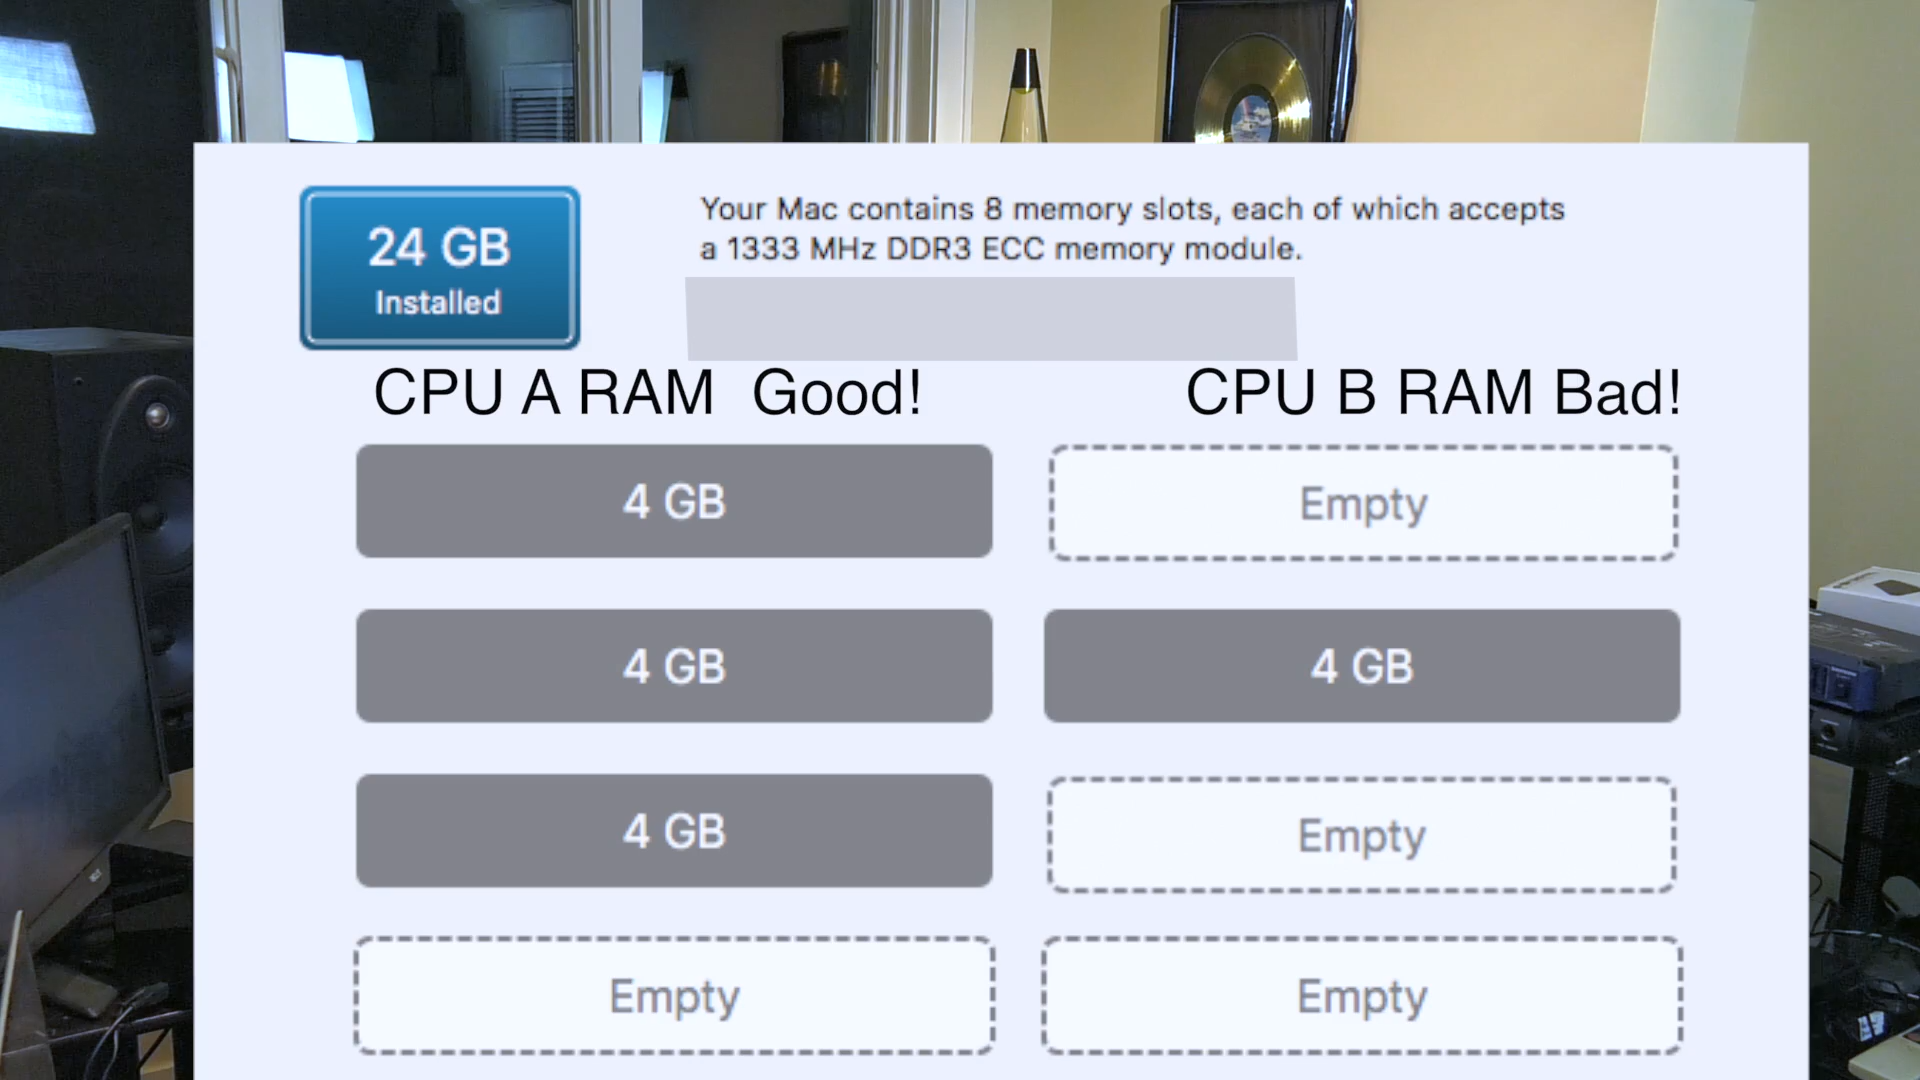 24 GB
Installed
Your Mac contains 8 memory slots, each of which accepts
a 1333 MHz DDR3 ECC memory module.
CPU A RAM Good!
CPU B RAM Bad!
4 GB
Empty
4 GB
4 GB
4 GB
Empty
Empty
Empty